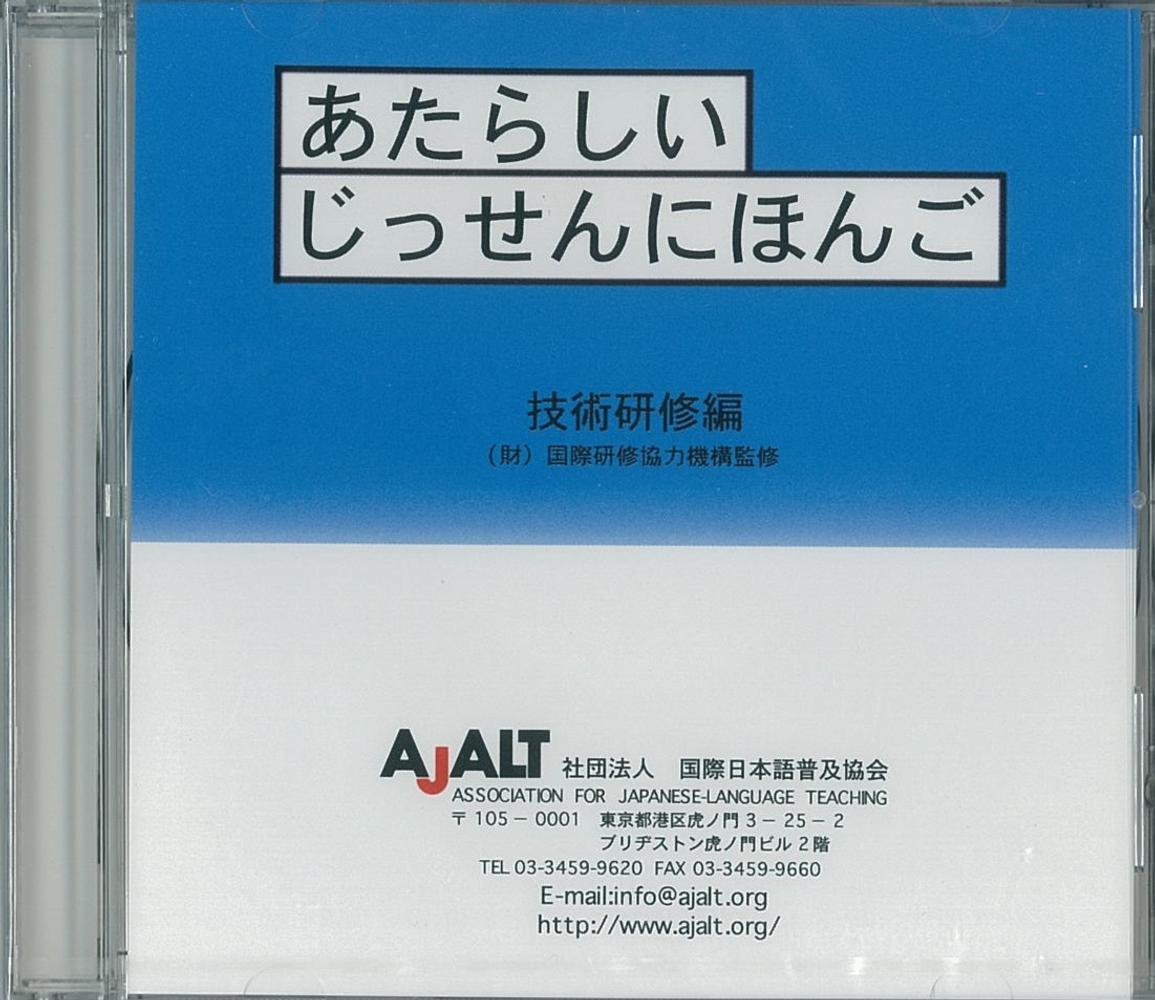 あたらしい
じっせんにほんご
技術研修編
（財）国際研修協力機構監修
AJALT 社団法人　国際日本語普及協会
ASSOCIATION FOR JAPANESE-LANGUAGE TEACHING
〒105－0001　東京都港区虎ノ門3－25－2
ブリヂストン虎ノ門ビル2階
TEL 03-3459-9620 FAX 03-3459-9660
E-mail:info@ajalt.org
http://www.ajalt.org/